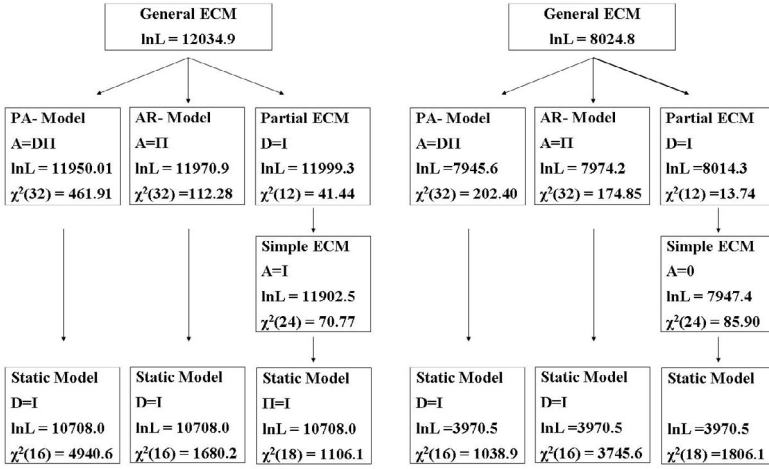 General ECM
lnL = 12034.9
PA- Model
A=DΠ
lnL = 11950.01
χ²(32) = 461.91
AR- Model
A=Π
lnL = 11970.9
χ²(32) =112.28
Partial ECM
D=I
lnL = 11999.3
χ²(12) = 41.44
Simple ECM
A=I
lnL = 11902.5
χ²(24) = 70.77
Static Model
D=I
lnL = 10708.0
χ²(16) = 4940.6
Static Model
D=I
lnL = 10708.0
χ²(16) = 1680.2
Static Model
Π=I
lnL = 10708.0
χ²(18) = 1106.1
General ECM
lnL = 8024.8
PA- Model
A=DΠ
lnL =7945.6
χ²(32) = 202.40
AR- Model
A=Π
lnL = 7974.2
χ²(32) =174.85
Partial ECM
D=I
lnL =8014.3
χ²(12) =13.74
Simple ECM
A=0
lnL = 7947.4
χ²(24) = 85.90
Static Model
D=I
lnL =3970.5
χ²(16) =1038.9
Static Model
D=I
lnL =3970.5
χ²(16) =3745.6
Static Model
lnL =3970.5
χ²(18) =1806.1